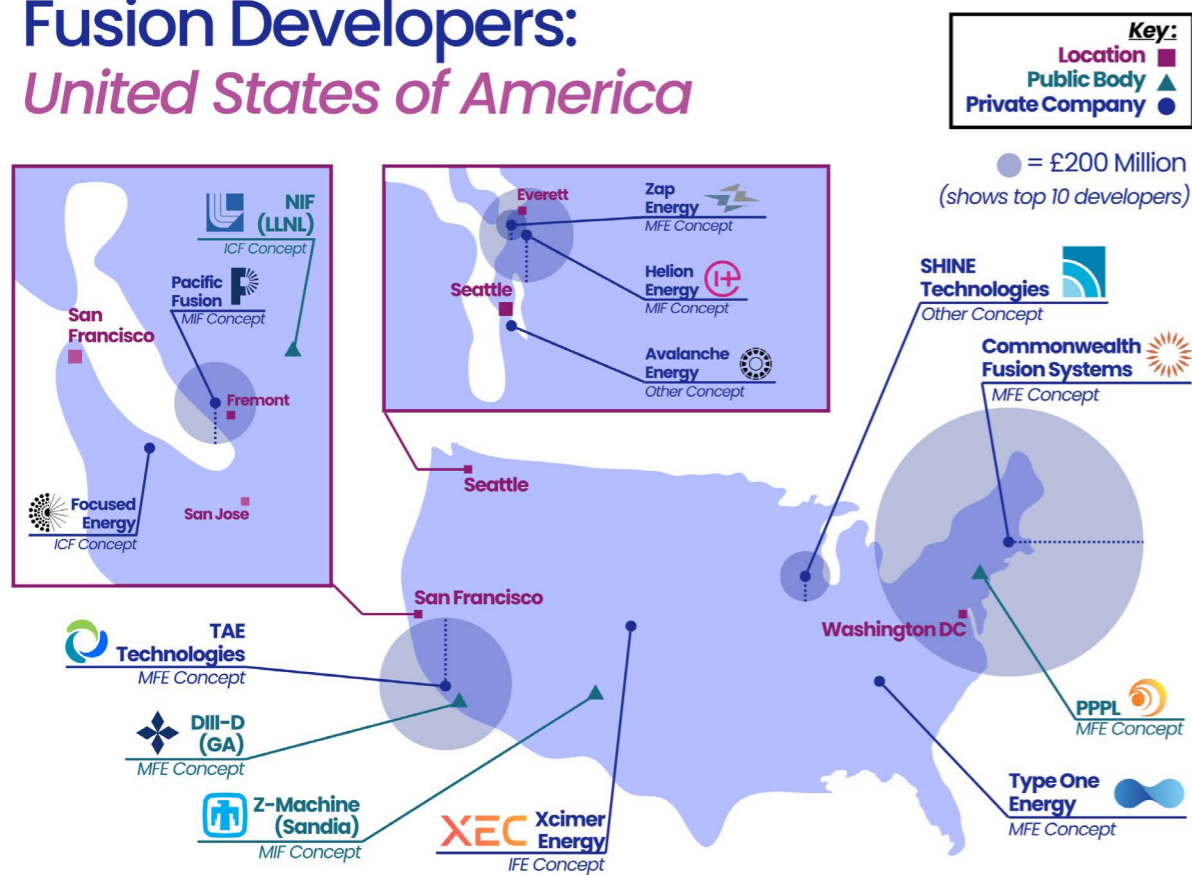 Fusion Developers:
United States of America
Key:
Location
Public Body
Private Company
= £200 Million
(shows top 10 developers)
NIF
(LLNL)
ICF Concept
Pacific
Fusion
MIF Concept
San
Francisco
Fremont
San Jose
Focused
Energy
ICF Concept
Everett
Zap
Energy
MFE Concept
Helion
Energy
MIF Concept
Seattle
Avalanche
Energy
Other Concept
SHINE
Technologies
Other Concept
Commonwealth
Fusion Systems
MFE Concept
Seattle
San Francisco
Washington DC
TAE
Technologies
MFE Concept
DIII-D
(GA)
MFE Concept
Z-Machine
(Sandia)
MIF Concept
XEC
Xcimer
Energy
IFE Concept
PPPL
MFE Concept
Type One
Energy
MFE Concept